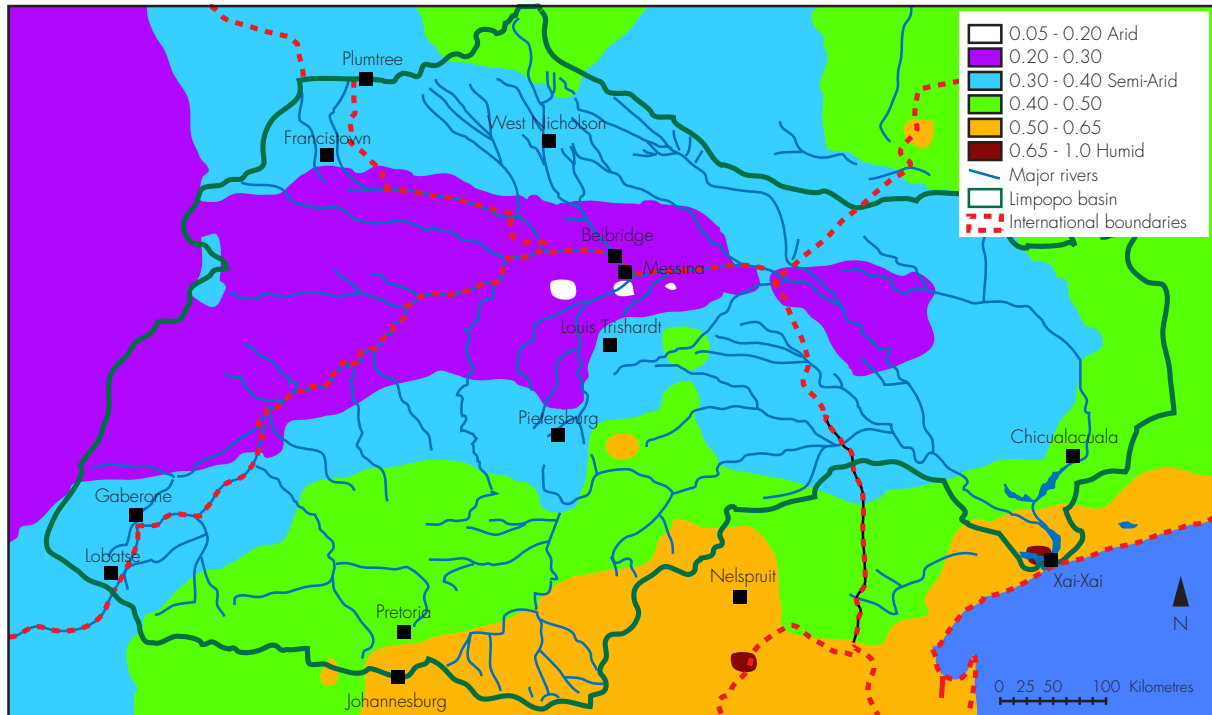 0.05 - 0.20 Arid
0.20 - 0.30
0.30 - 0.40 Semi-Arid
0.40 - 0.50
0.50 - 0.65
0.65 - 1.0 Humid
Major rivers
Limpopo basin
International boundaries
Plumtree
Francistown
West Nicholson
Beibridge
Messina
Louis Trishardt
Pietersburg
Chicualacuala
Gaberone
Lobatse
Nelspruit
Xai-Xai
Pretoria
Johannesburg
N
0 25 50 100 Kilometres